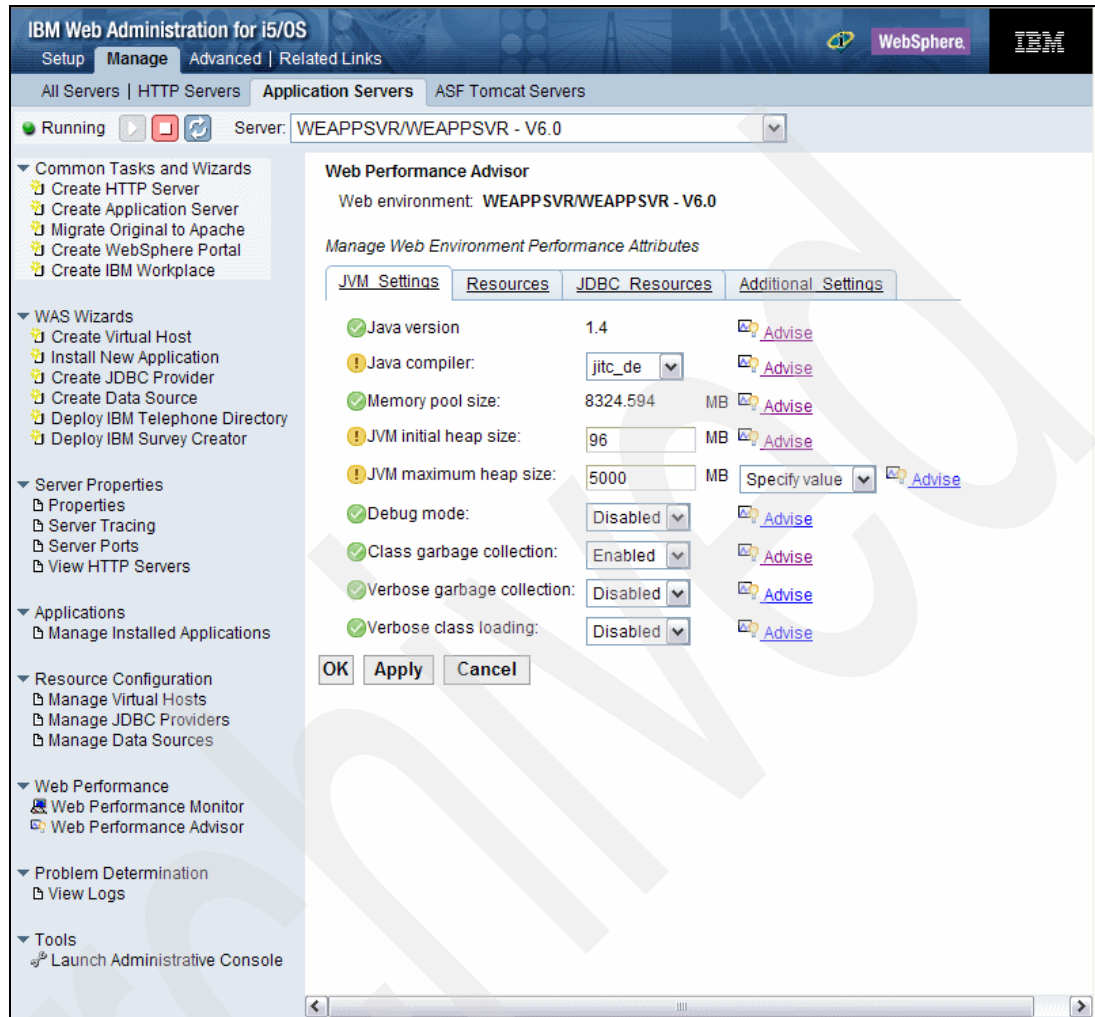 IBM Web Administration for i5/OS
WebSphere.
IBM
Setup Manage Advanced | Related Links
All Servers | HTTP Servers Application Servers ASF Tomcat Servers
Running Server: WEAPPSVR/WEAPPSVR - V6.0
Common Tasks and Wizards
Create HTTP Server
Create Application Server
Migrate Original to Apache
Create WebSphere Portal
Create IBM Workplace
WAS Wizards
Create Virtual Host
Install New Application
Create JDBC Provider
Create Data Source
Deploy IBM Telephone Directory
Deploy IBM Survey Creator
Server Properties
Properties
Server Tracing
Server Ports
View HTTP Servers
Applications
Manage Installed Applications
Resource Configuration
Manage Virtual Hosts
Manage JDBC Providers
Manage Data Sources
Web Performance
Web Performance Monitor
Web Performance Advisor
Problem Determination
View Logs
Tools
Launch Administrative Console
Web Performance Advisor
Web environment: WEAPPSVR/WEAPPSVR - V6.0
Manage Web Environment Performance Attributes
JVM Settings Resources JDBC Resources Additional Settings
Java version 1.4 Advise
Java compiler: jitc_de Advise
Memory pool size: 8324.594 MB Advise
JVM initial heap size: 96 MB Advise
JVM maximum heap size: 5000 MB Specify value Advise
Debug mode: Disabled Advise
Class garbage collection: Enabled Advise
Verbose garbage collection: Disabled Advise
Verbose class loading: Disabled Advise
OK Apply Cancel